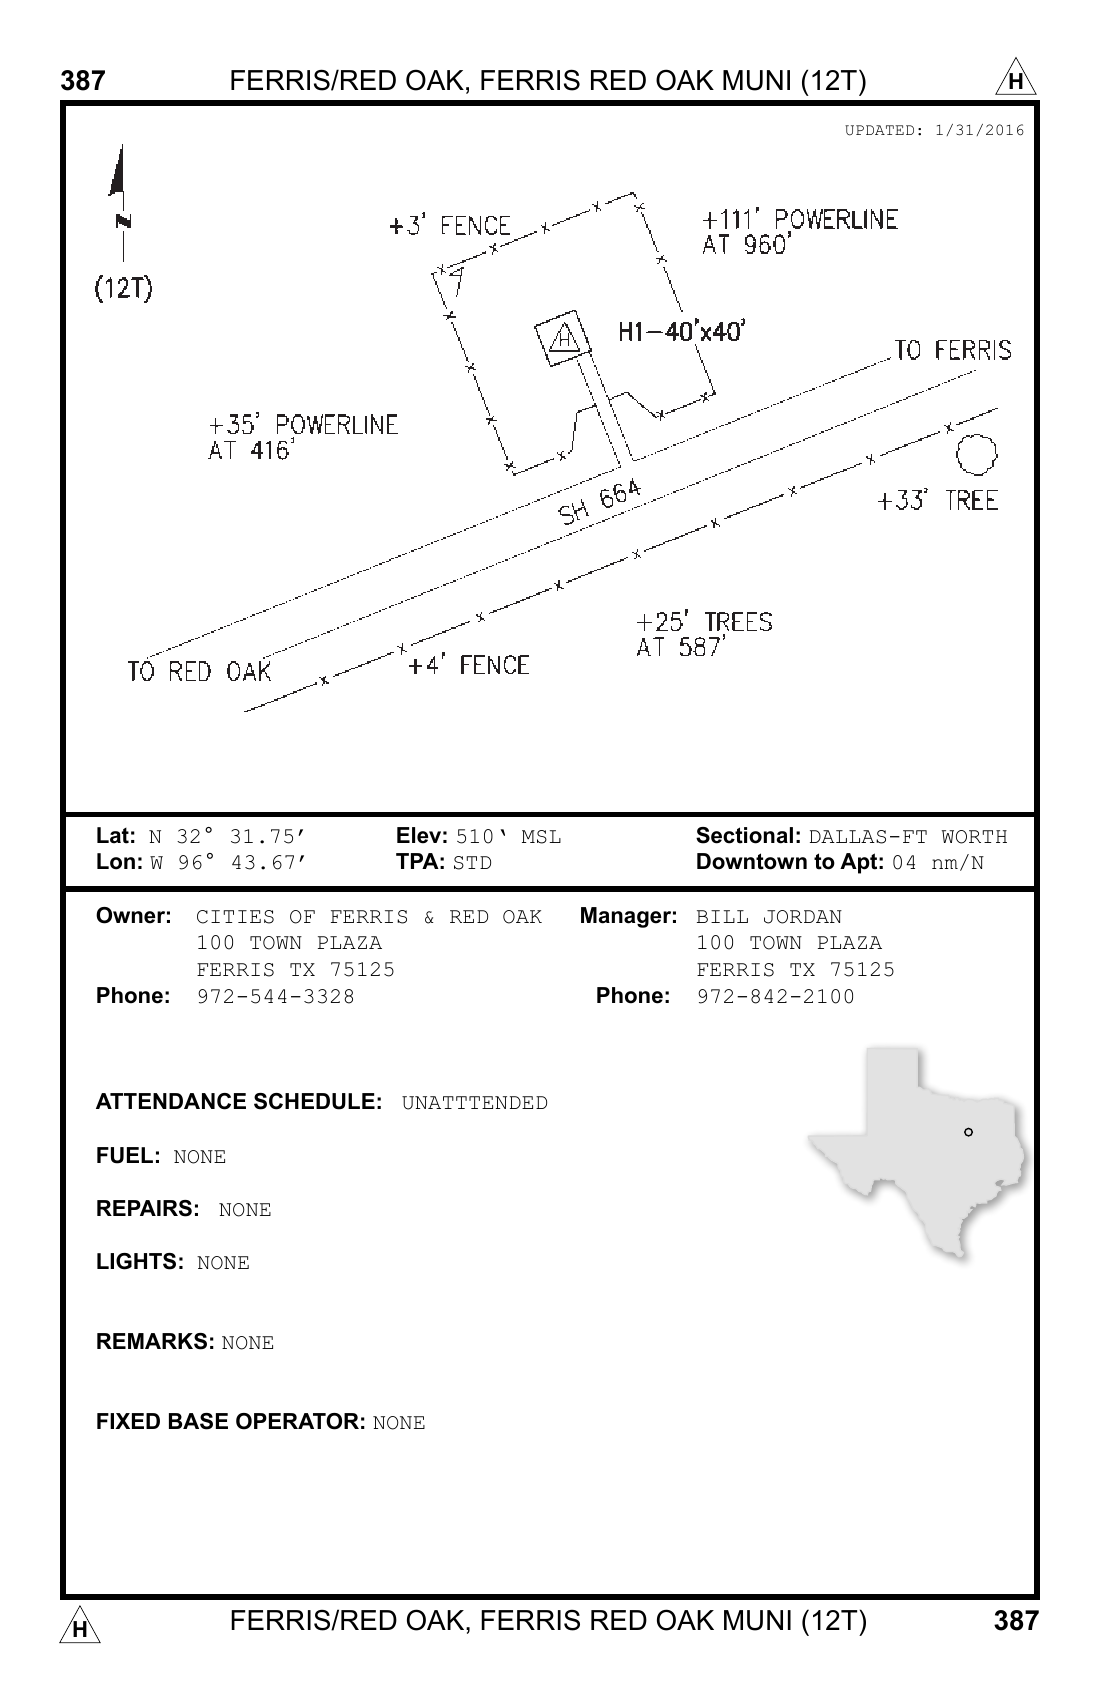 387 FERRIS/RED OAK, FERRIS RED OAK MUNI (12T) H
UPDATED: 1/31/2016
N
(12T)
+3' FENCE
+111' POWERLINE
AT 960'
H
H1-40'x40'
TO FERRIS
+35' POWERLINE
AT 416'
SH 664
+33' TREE
+25' TREES
AT 587'
TO RED OAK
+4' FENCE
Lat: N 32° 31.75’ Elev: 510‘ MSL Sectional: DALLAS-FT WORTH
Lon: W 96° 43.67’ TPA: STD Downtown to Apt: 04 nm/N
Owner: CITIES OF FERRIS & RED OAK Manager: BILL JORDAN
100 TOWN PLAZA 100 TOWN PLAZA
FERRIS TX 75125 FERRIS TX 75125
Phone: 972-544-3328 Phone: 972-842-2100
ATTENDANCE SCHEDULE: UNATTTENDED
FUEL: NONE
REPAIRS: NONE
LIGHTS: NONE
REMARKS: NONE
FIXED BASE OPERATOR: NONE
H FERRIS/RED OAK, FERRIS RED OAK MUNI (12T) 387